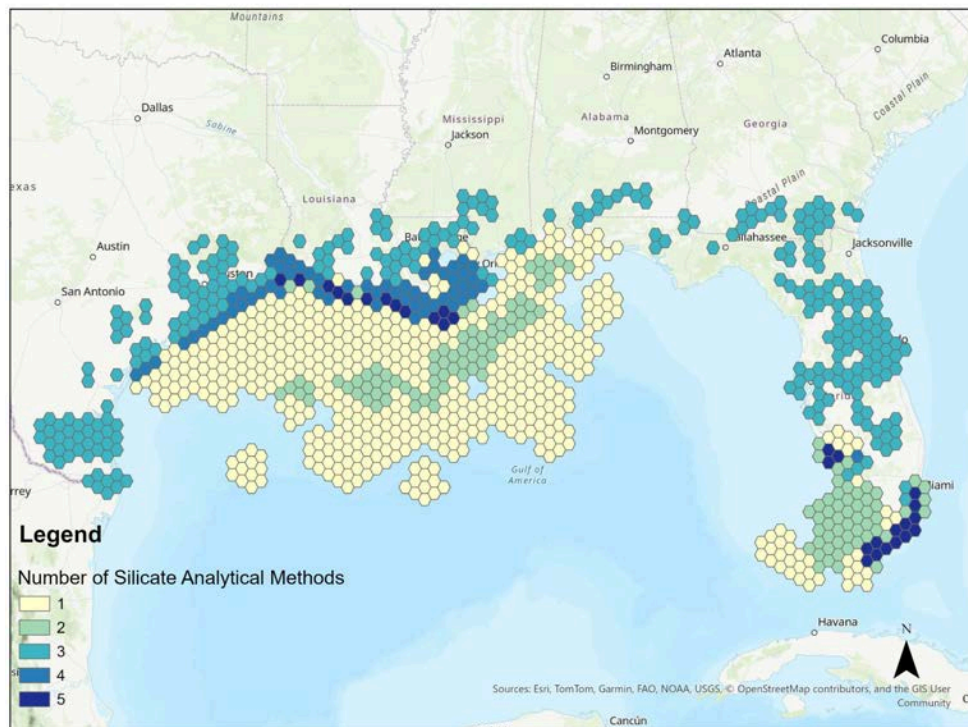 Mountains
Columbia
Atlanta
Birmingham
Dallas
Coastal Plain
Mississippi
Alabama
Georgia
Sabine
Jackson
Montgomery
exas
Louisiana
Coastal Plain
Austin
Jacksonville
San Antonio
Gulf of
America
rrey
Legend
Number of Silicate Analytical Methods
1
2
3
4
5
Havana
N
Sources: Esri, TomTom, Garmin, FAO, NOAA, USGS, © OpenStreetMap contributors, and the GIS User
Community
Cancún